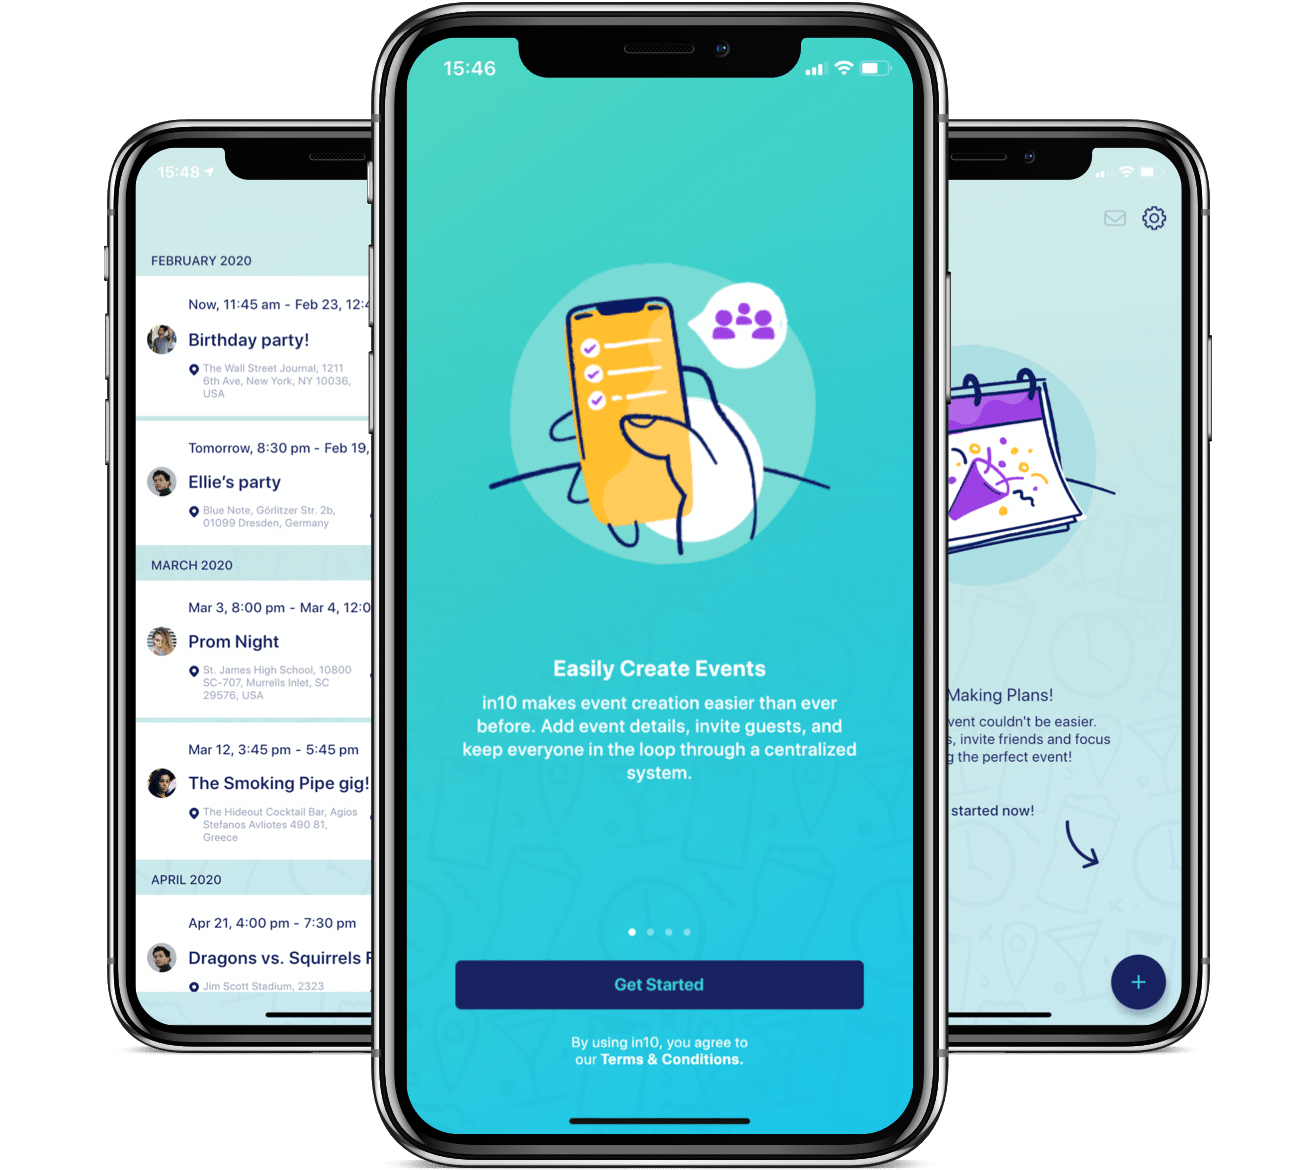 15:48
FEBRUARY 2020
Now, 11:45 am - Feb 23, 12:4
Birthday party!
The Wall Street Journal, 1211
6th Ave, New York, NY 10036,
USA
Tomorrow, 8:30 pm - Feb 19,
Ellie's party
Blue Note, Görlitzer Str. 2b,
01099 Dresden, Germany
MARCH 2020
Mar 3, 8:00 pm - Mar 4, 12:0
Prom Night
St. James High School, 10800
SC-707, Murrells Inlet, SC
29576, USA
Mar 12, 3:45 pm - 5:45 pm
The Smoking Pipe gig!
The Hideout Cocktail Bar, Agios
Stefanos Avliotes 490 81,
Greece
APRIL 2020
Apr 21, 4:00 pm - 7:30 pm
Dragons vs. Squirrels F
Jim Scott Stadium, 2323
15:46
Easily Create Events
in10 makes event creation easier than ever
before. Add event details, invite guests, and
keep everyone in the loop through a centralized
system.
Get Started
By using in10, you agree to
our Terms & Conditions.
Making Plans!
vent couldn't be easier.
s, invite friends and focus
g the perfect event!
started now!
+